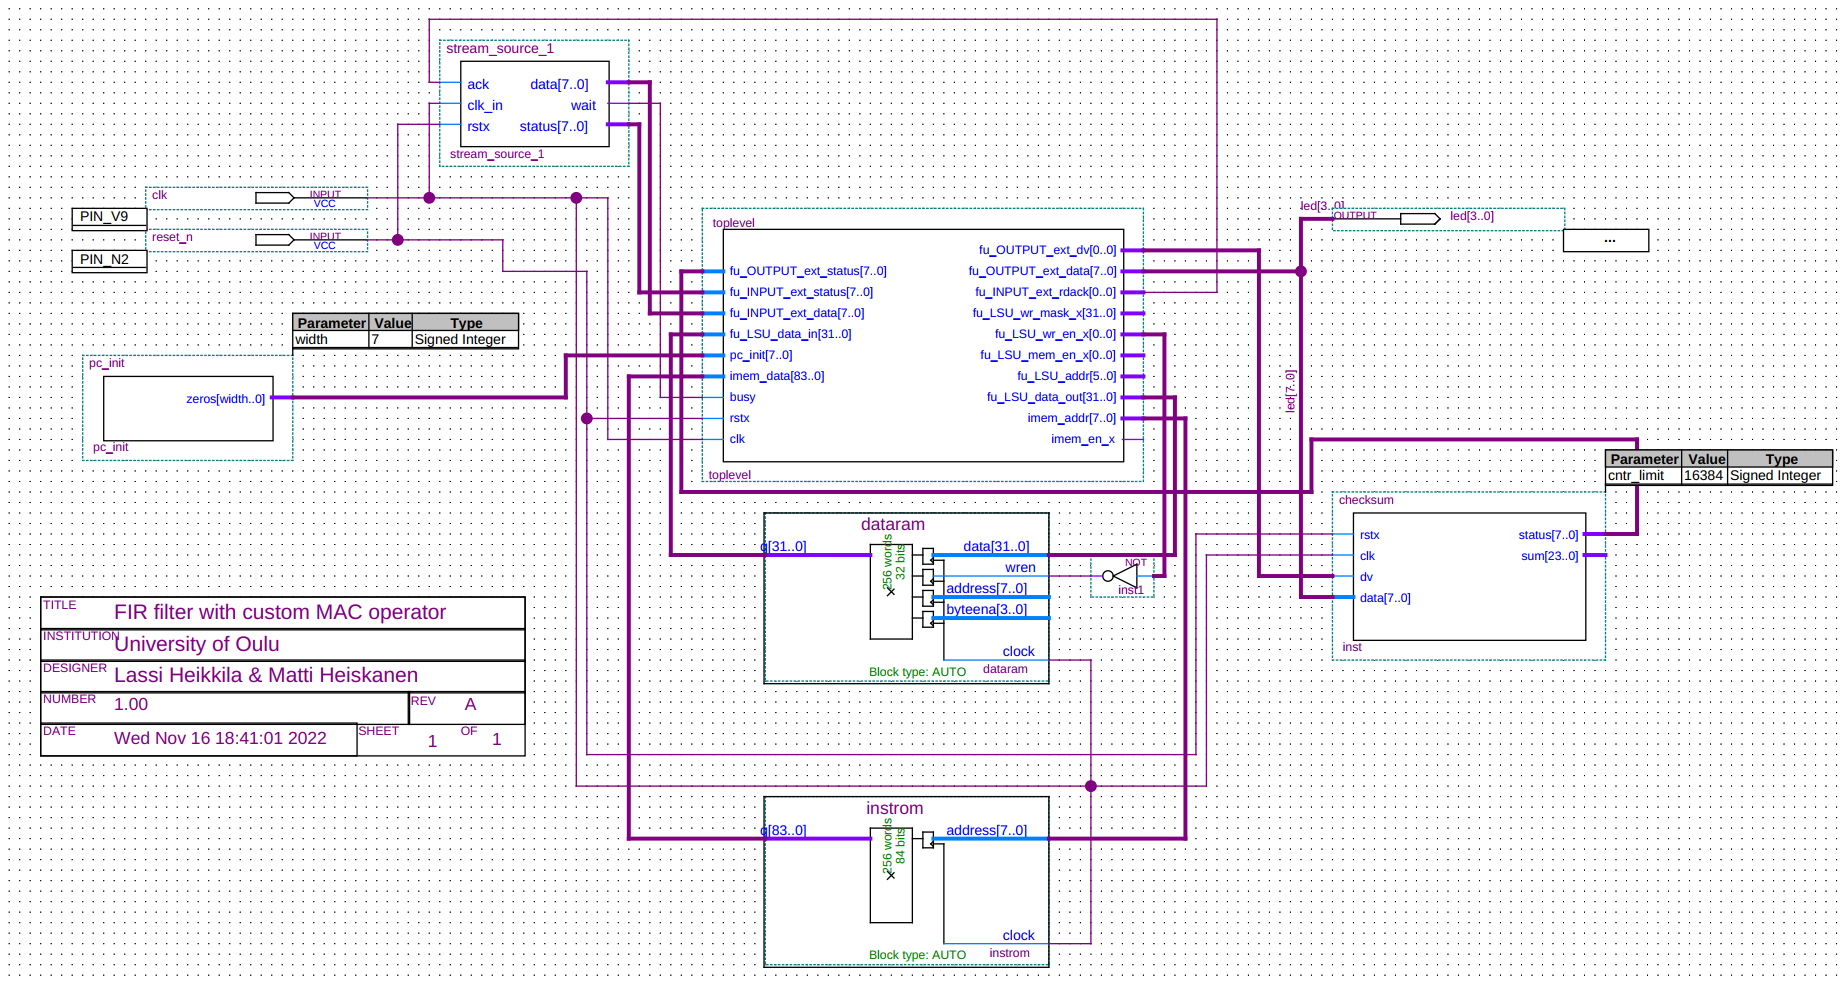 stream_source_1
ack
data[7..0]
clk_in
wait
rstx
status[7..0]
stream_source_1
clk
INPUT
VCC
PIN_V9
reset_n
INPUT
VCC
PIN_N2
Parameter Value Type
width 7 Signed Integer
pc_init
zeros[width..0]
pc_init
toplevel
fu_OUTPUT_ext_dv[0..0]
fu_OUTPUT_ext_status[7..0]
fu_OUTPUT_ext_data[7..0]
fu_INPUT_ext_status[7..0]
fu_INPUT_ext_rdack[0..0]
fu_INPUT_ext_data[7..0]
fu_LSU_wr_mask_x[31..0]
fu_LSU_data_in[31..0]
fu_LSU_wr_en_x[0..0]
pc_init[7..0]
fu_LSU_mem_en_x[0..0]
imem_data[83..0]
fu_LSU_addr[5..0]
busy
fu_LSU_data_out[31..0]
rstx
imem_addr[7..0]
clk
imem_en_x
toplevel
led[3..0]
OUTPUT
led[3..0]
...
led[7..0]
Parameter Value Type
cntr_limit 16384 Signed Integer
checksum
rstx
status[7..0]
clk
sum[23..0]
dv
data[7..0]
inst
dataram
q[31..0]
256 words
32 bits
data[31..0]
wren
address[7..0]
byteena[3..0]
clock
Block type: AUTO
dataram
NOT
inst1
TITLE FIR filter with custom MAC operator
INSTITUTION University of Oulu
DESIGNER Lassi Heikkila & Matti Heiskanen
NUMBER 1.00 REV A
DATE Wed Nov 16 18:41:01 2022 SHEET 1 OF 1
instrom
q[83..0]
256 words
84 bits
address[7..0]
clock
Block type: AUTO
instrom